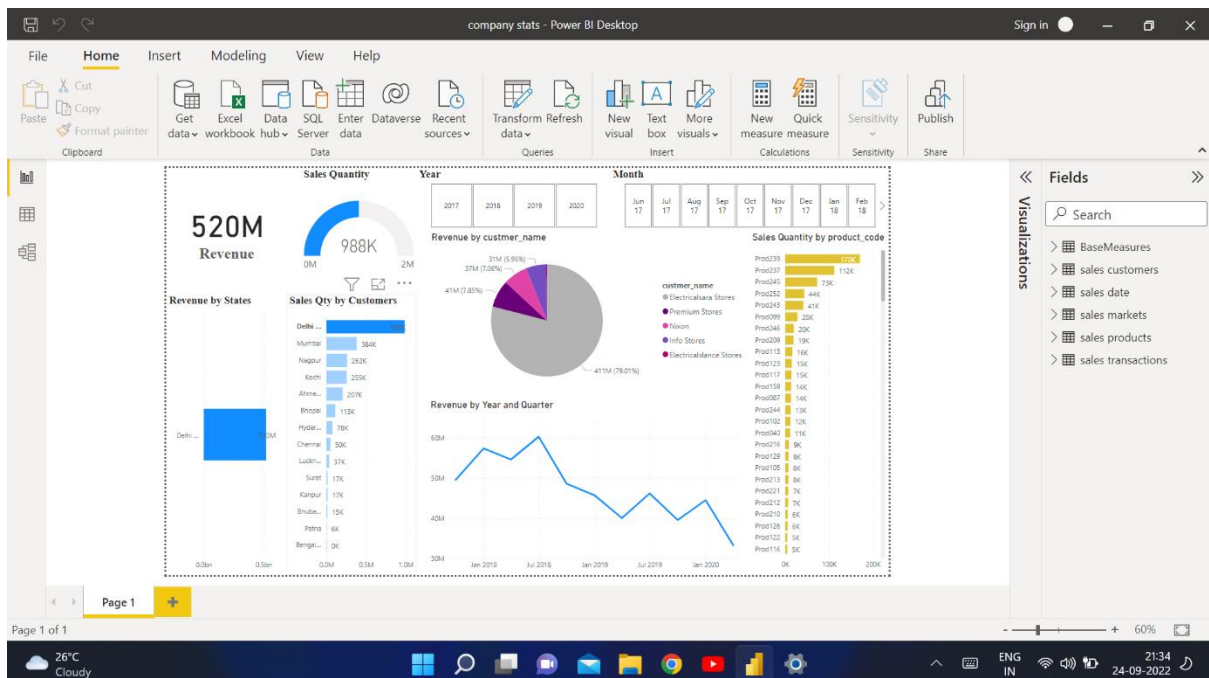 company stats - Power BI Desktop
Sign in
File Home Insert Modeling View Help
Paste
Cut
Copy
Format painter
Clipboard
Get data
Excel workbook
Data hub
SQL Server
Enter data
Dataverse
Recent sources
Data
Transform data
Refresh
Queries
New visual
Text box
More visuals
Insert
New measure
Quick measure
Calculations
Sensitivity
Sensitivity
Publish
Share
520M
Revenue
Sales Quantity
988K
0M 2M
Year
2017 2018 2019 2020
Month
Jun 17 Jul 17 Aug 17 Sep 17 Oct 17 Nov 17 Dec 17 Jan 18 Feb 18
Revenue by States
Delhi ...
0.0bn 0.5bn
Sales Qty by Customers
Delhi ...
Mumbai 384K
Nagpur 262K
Kochi 255K
Ahme... 207K
Bhopal 113K
Hyder... 78K
Chennai 50K
Luckn... 37K
Surat 17K
Kanpur 17K
Bhuba... 15K
Patna 6K
Bengal... 0K
0.0M 0.5M 1.0M
Revenue by custmer_name
31M (5.95%)
37M (7.06%)
41M (7.85%)
411M (79.01%)
custmer_name
Electricalsara Stores
Premium Stores
Nixon
Info Stores
Electricalslance Stores
Revenue by Year and Quarter
60M
50M
40M
30M
Jan 2018 Jul 2018 Jan 2019 Jul 2019 Jan 2020
Sales Quantity by product_code
Prod239 170K
Prod237 112K
Prod245 73K
Prod252 44K
Prod243 41K
Prod099 28K
Prod246 20K
Prod209 19K
Prod113 16K
Prod123 15K
Prod117 15K
Prod159 14K
Prod087 14K
Prod244 13K
Prod102 12K
Prod040 11K
Prod216 9K
Prod129 8K
Prod105 8K
Prod213 8K
Prod221 7K
Prod212 7K
Prod210 6K
Prod126 6K
Prod122 5K
Prod116 5K
0K 100K 200K
Visualizations
Fields
Search
BaseMeasures
sales customers
sales date
sales markets
sales products
sales transactions
Page 1
Page 1 of 1
60%
26°C
Cloudy
ENG
IN
21:34
24-09-2022